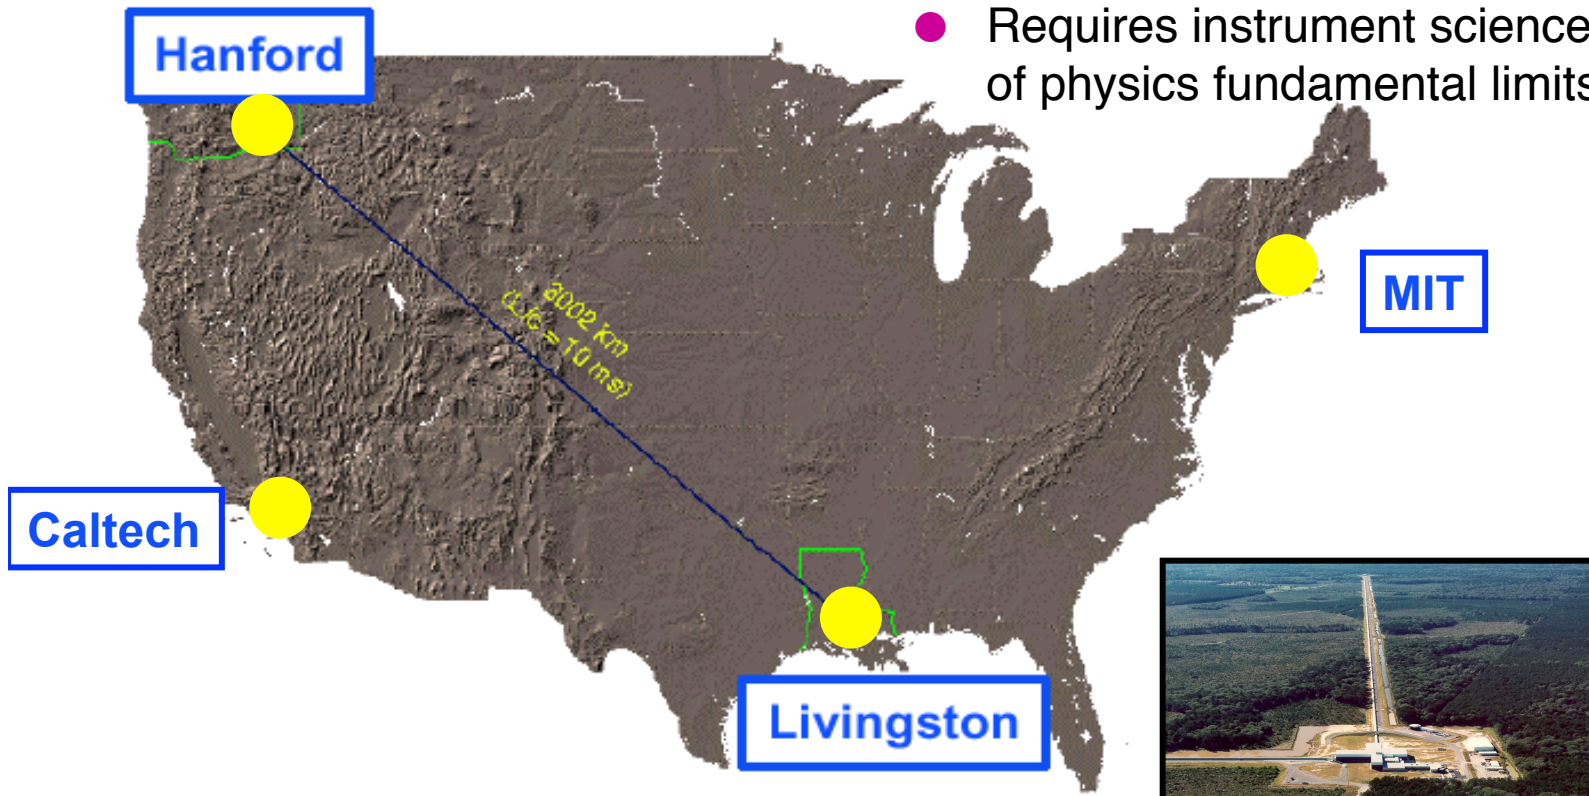 Requires instrument science
of physics fundamental limits
Hanford
MIT
3002 km
(L/c = 10 ms)
Caltech
Livingston